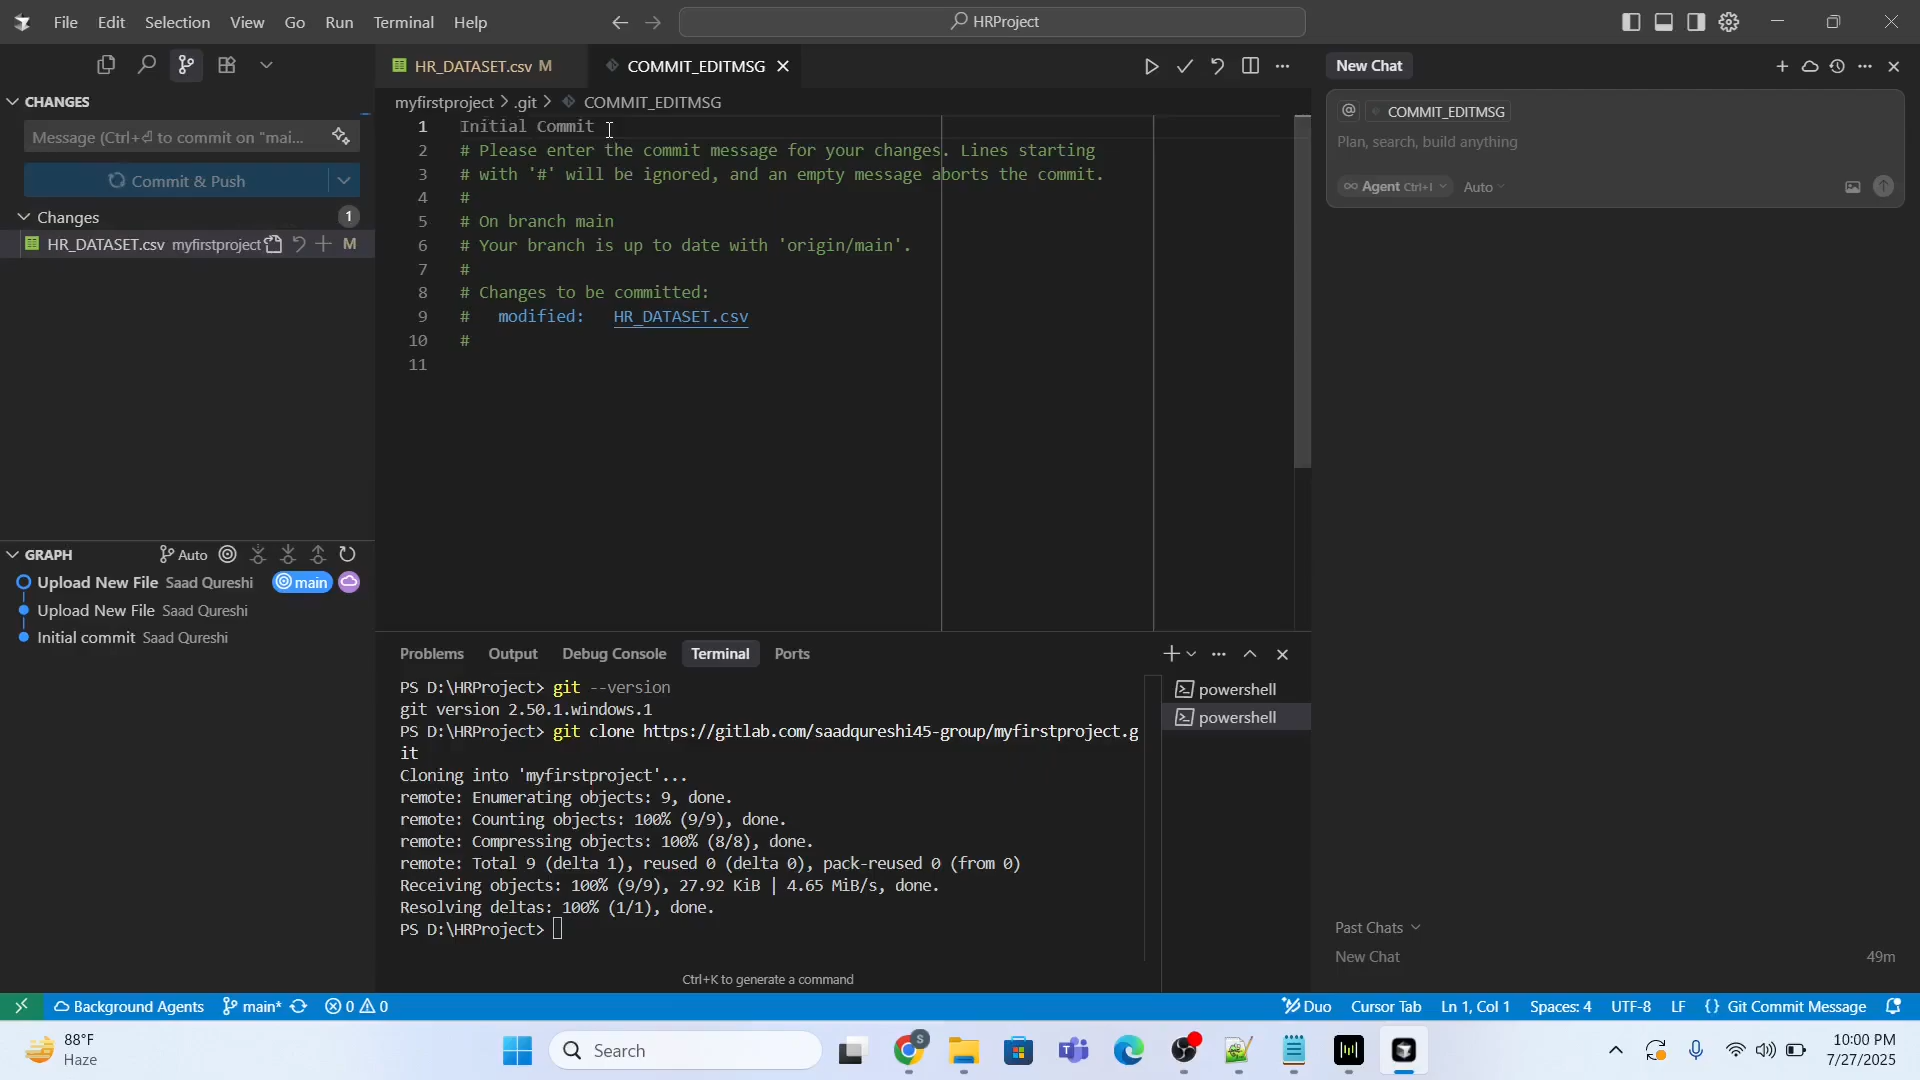 File Edit Selection View Go Run Terminal Help
HRProject
CHANGES
Message (Ctrl+⏎ to commit on "mai...
Commit & Push
Changes 1
HR_DATASET.csv myfirstproject M
GRAPH Auto
Upload New File Saad Qureshi main
Upload New File Saad Qureshi
Initial commit Saad Qureshi
HR_DATASET.csv M COMMIT_EDITMSG
myfirstproject > .git > COMMIT_EDITMSG
1 Initial Commit
2 # Please enter the commit message for your changes. Lines starting
3 # with '#' will be ignored, and an empty message aborts the commit.
4 #
5 # On branch main
6 # Your branch is up to date with 'origin/main'.
7 #
8 # Changes to be committed:
9 # modified: HR_DATASET.csv
10 #
11
Problems Output Debug Console Terminal Ports
PS D:\HRProject> git --version
git version 2.50.1.windows.1
PS D:\HRProject> git clone https://gitlab.com/saadqureshi45-group/myfirstproject.g
it
Cloning into 'myfirstproject'...
remote: Enumerating objects: 9, done.
remote: Counting objects: 100% (9/9), done.
remote: Compressing objects: 100% (8/8), done.
remote: Total 9 (delta 1), reused 0 (delta 0), pack-reused 0 (from 0)
Receiving objects: 100% (9/9), 27.92 KiB | 4.65 MiB/s, done.
Resolving deltas: 100% (1/1), done.
PS D:\HRProject>
Ctrl+K to generate a command
powershell
powershell
New Chat
@ COMMIT_EDITMSG
Plan, search, build anything
∞ Agent Ctrl+I Auto
Past Chats
New Chat 49m
Background Agents main* 0 0 Duo Cursor Tab Ln 1, Col 1 Spaces: 4 UTF-8 LF {} Git Commit Message
88°F
Haze
Search
S
10:00 PM
7/27/2025